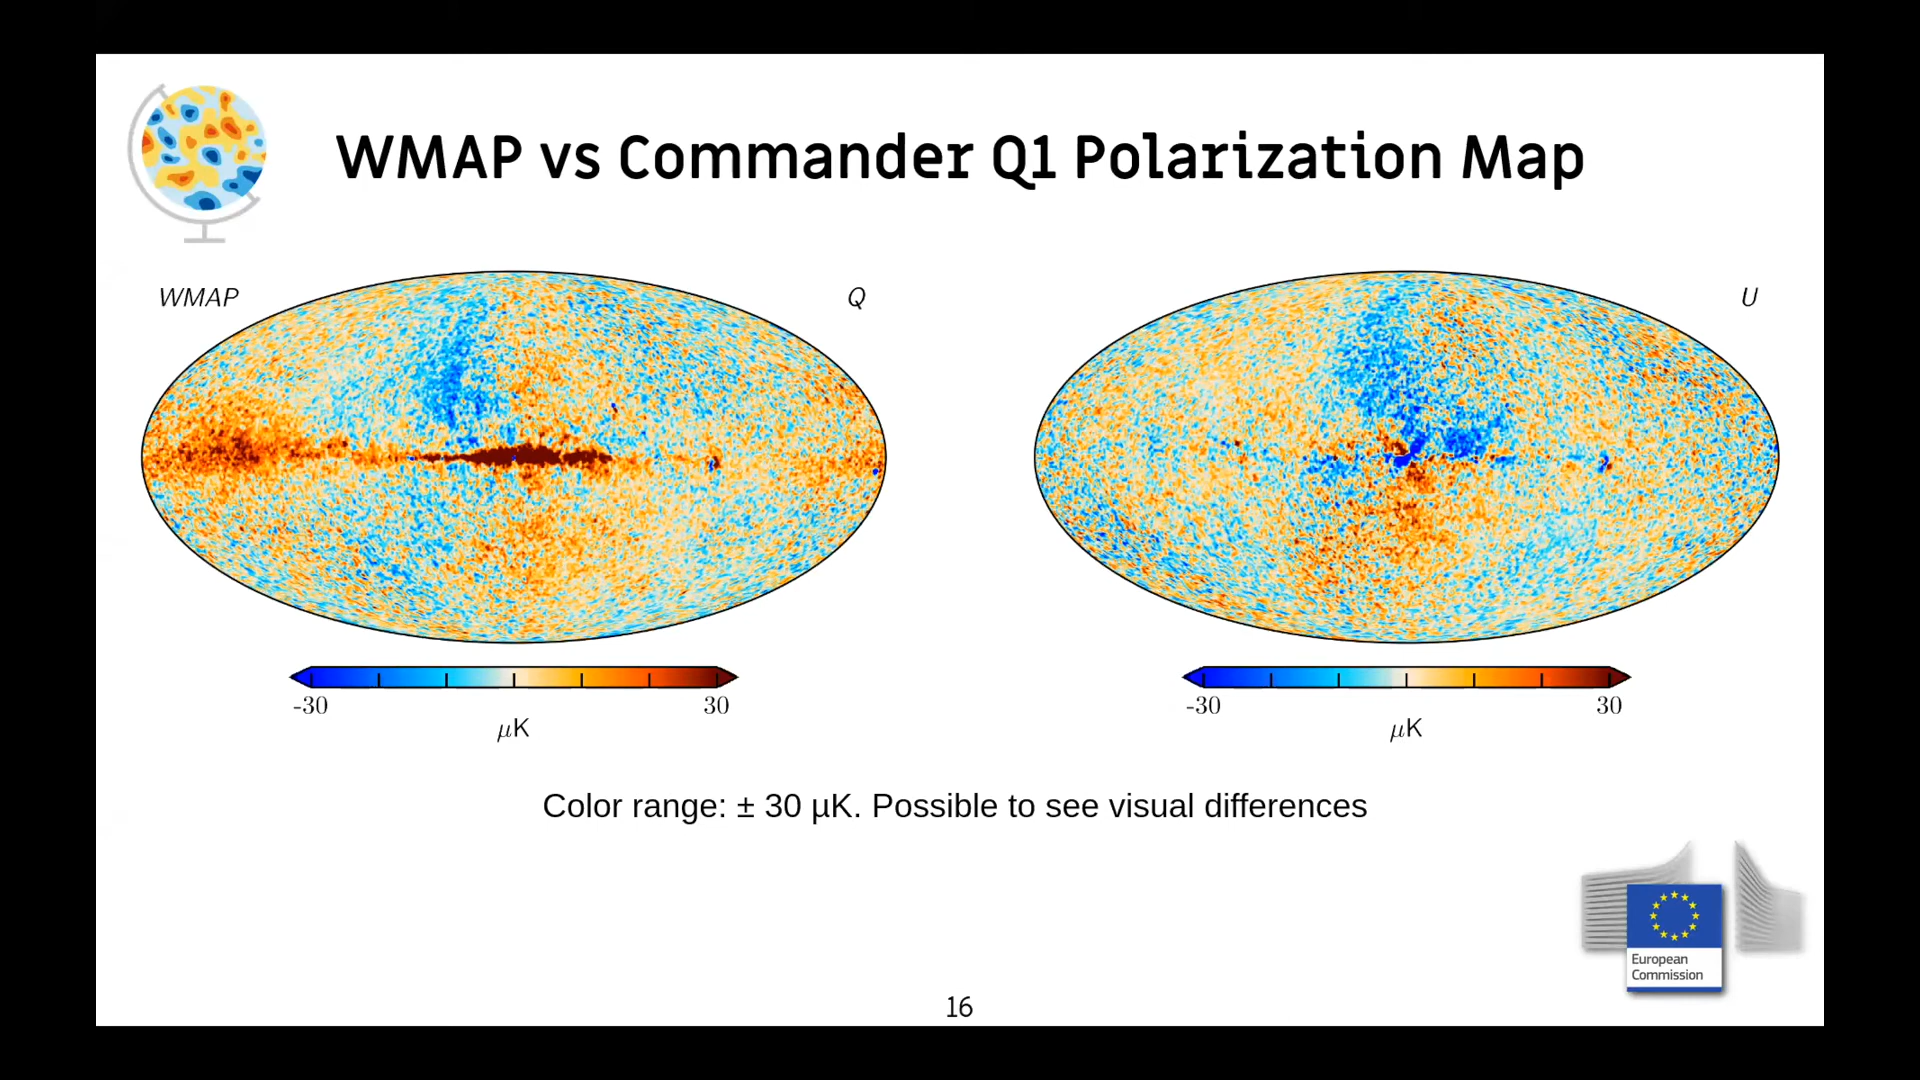 WMAP vs Commander Q1 Polarization Map
WMAP
Q
U
-30
30
μK
-30
30
μK
Color range: ± 30 µK. Possible to see visual differences
European
Commission
16